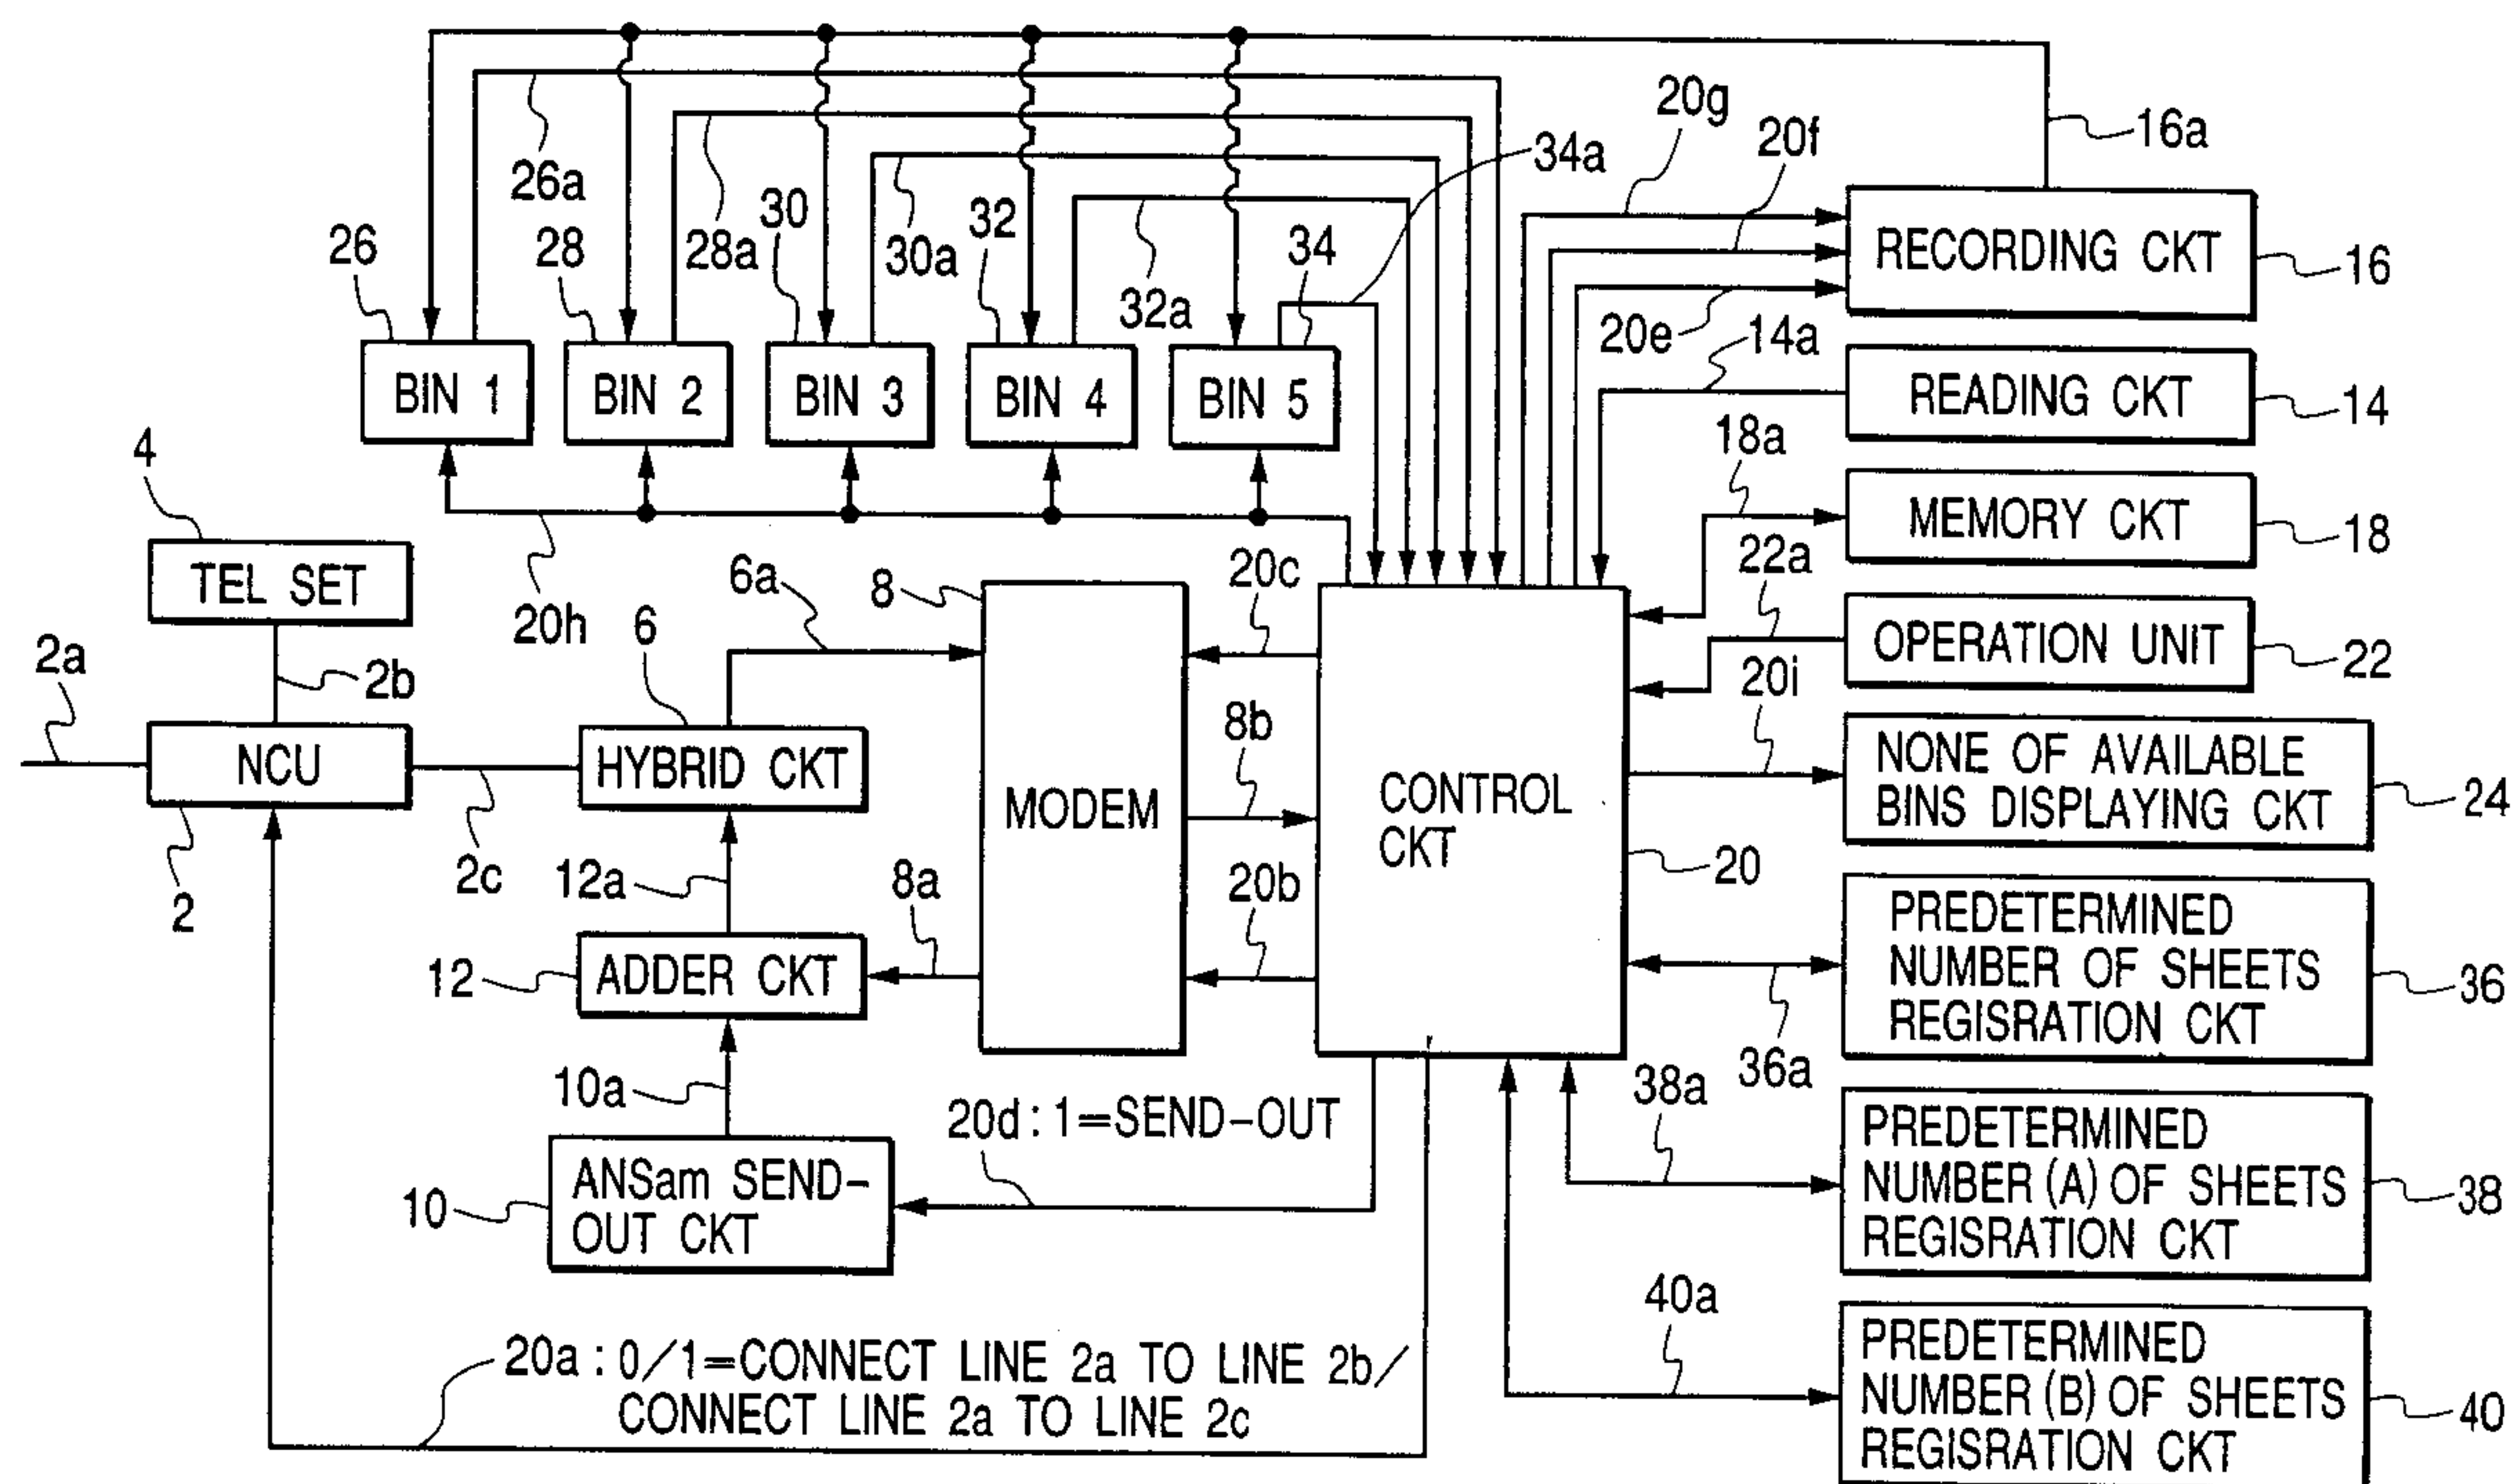 20g
16a
20f
34a
26a
30
32
28a
30a
34
26
28
RECORDING CKT
16
32a
20e
14a
BIN 1
BIN 2
BIN 3
BIN 4
BIN 5
READING CKT
14
18a
4
MEMORY CKT
18
TEL SET
6a
8
20c
22a
20h
6
OPERATION UNIT
22
2a
2b
20i
8b
NCU
HYBRID CKT
MODEM
CONTROL
CKT
NONE OF AVAILABLE
BINS DISPLAYING CKT
24
2
2c
12a
8a
20b
20
12
ADDER CKT
PREDETERMINED
NUMBER OF SHEETS
REGISRATION CKT
36
10a
20d : 1=SEND-OUT
38a
36a
10
ANSam SEND-
OUT CKT
PREDETERMINED
NUMBER (A) OF SHEETS
REGISRATION CKT
38
40a
20a : 0/1=CONNECT LINE 2a TO LINE 2b/
CONNECT LINE 2a TO LINE 2c
PREDETERMINED
NUMBER (B) OF SHEETS
REGISRATION CKT
40